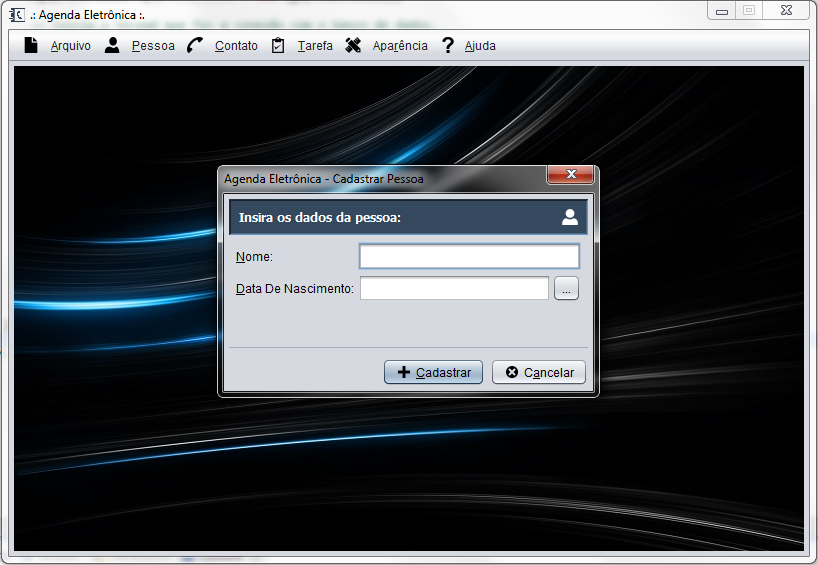 .: Agenda Eletrônica :.
Arquivo Pessoa Contato Tarefa Aparência Ajuda
Agenda Eletrônica - Cadastrar Pessoa
Insira os dados da pessoa:
Nome:
Data De Nascimento: ...
Cadastrar Cancelar